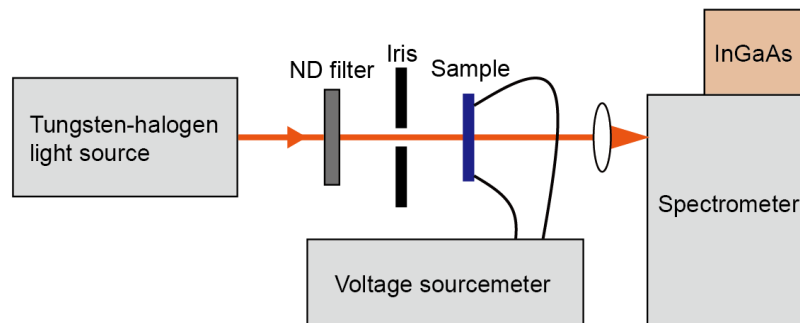 InGaAs
Iris
ND filter
Sample
Tungsten-halogen
light source
Spectrometer
Voltage sourcemeter